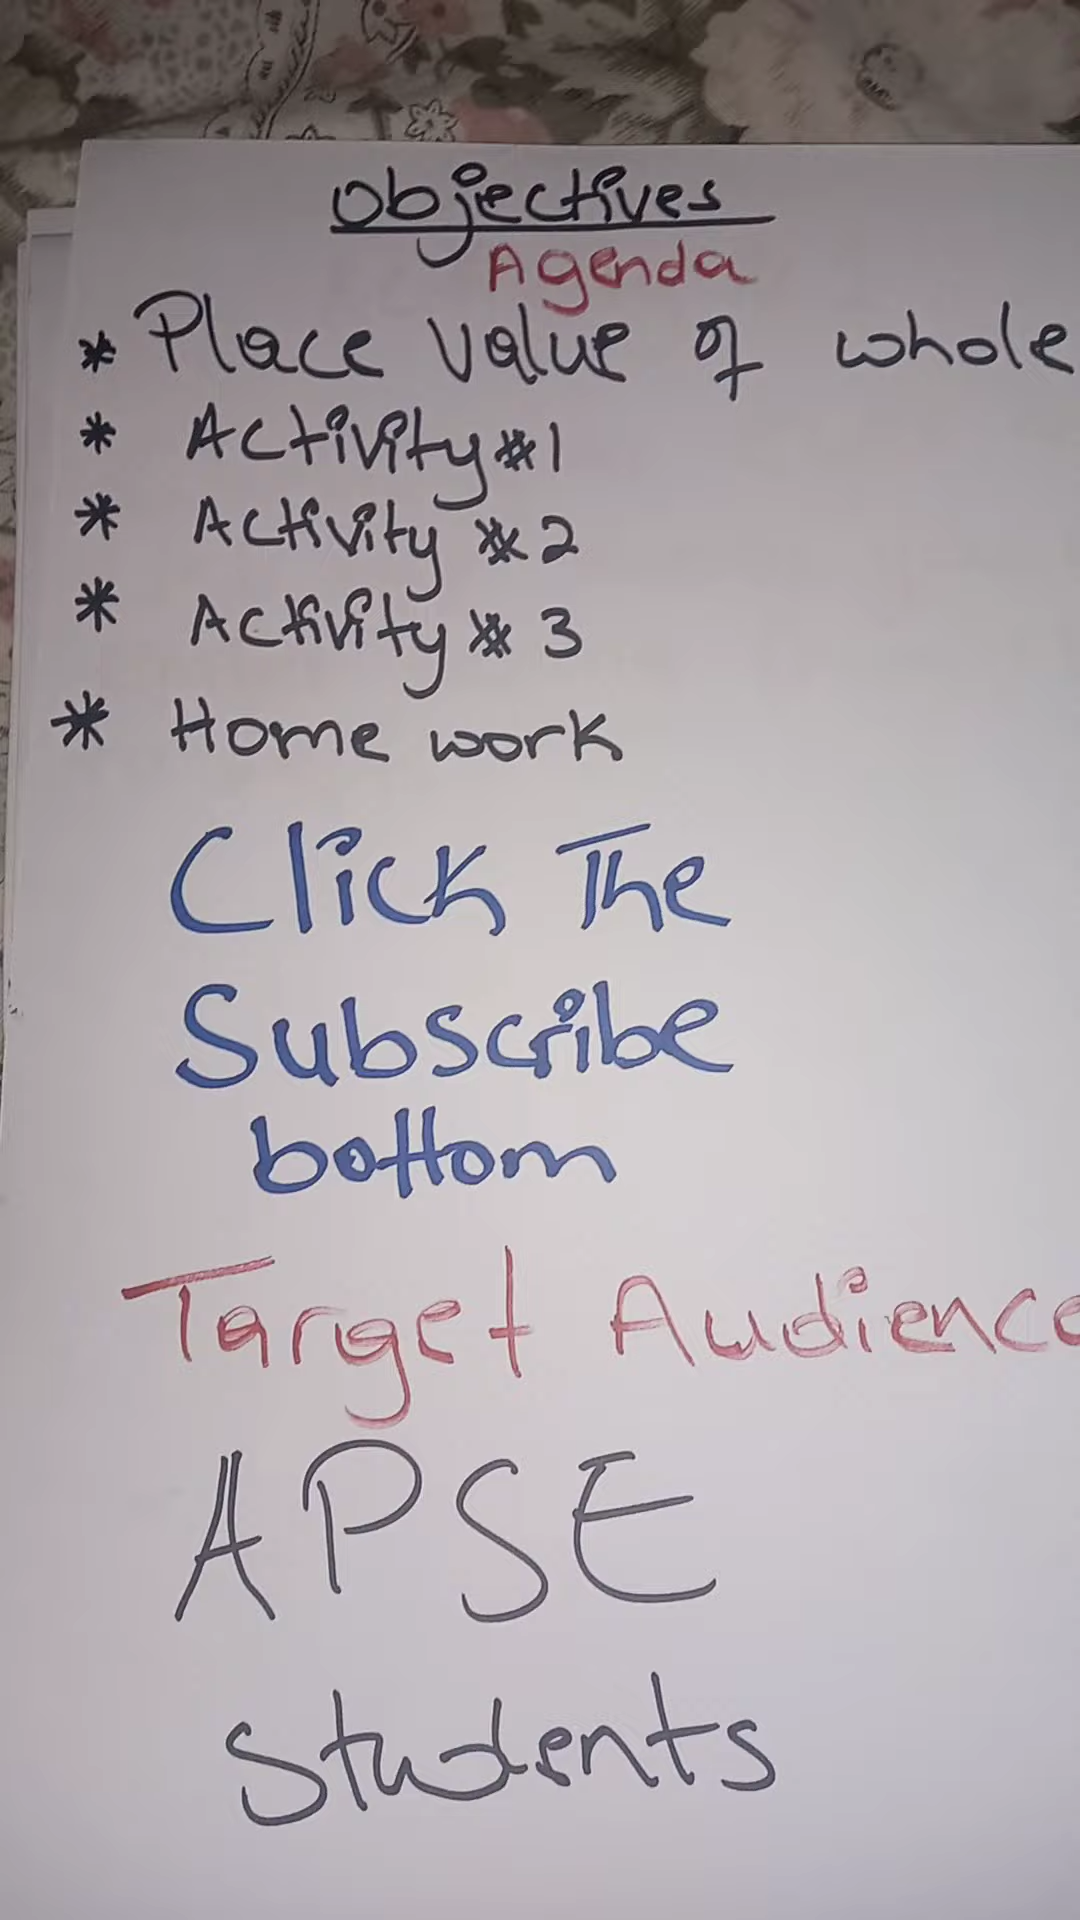 Objectives
Agenda
* Place value of whole
* Activity #1
* Activity # 2
* Activity # 3
* Home work
Click The
Subscribe
bottom
Target Audience
APSE
Students